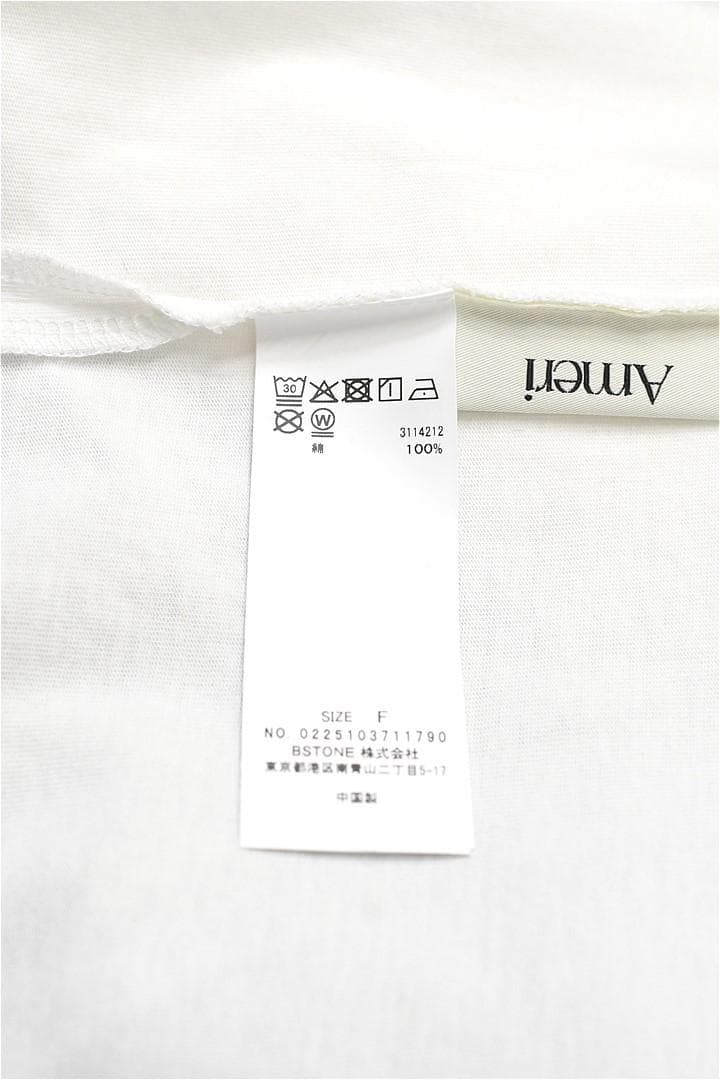 30
W
3114212
綿 100%
SIZE F
NO. 0225103711790
BSTONE 株式会社
東京都港区南青山二丁目5-17
中国製
Ameri